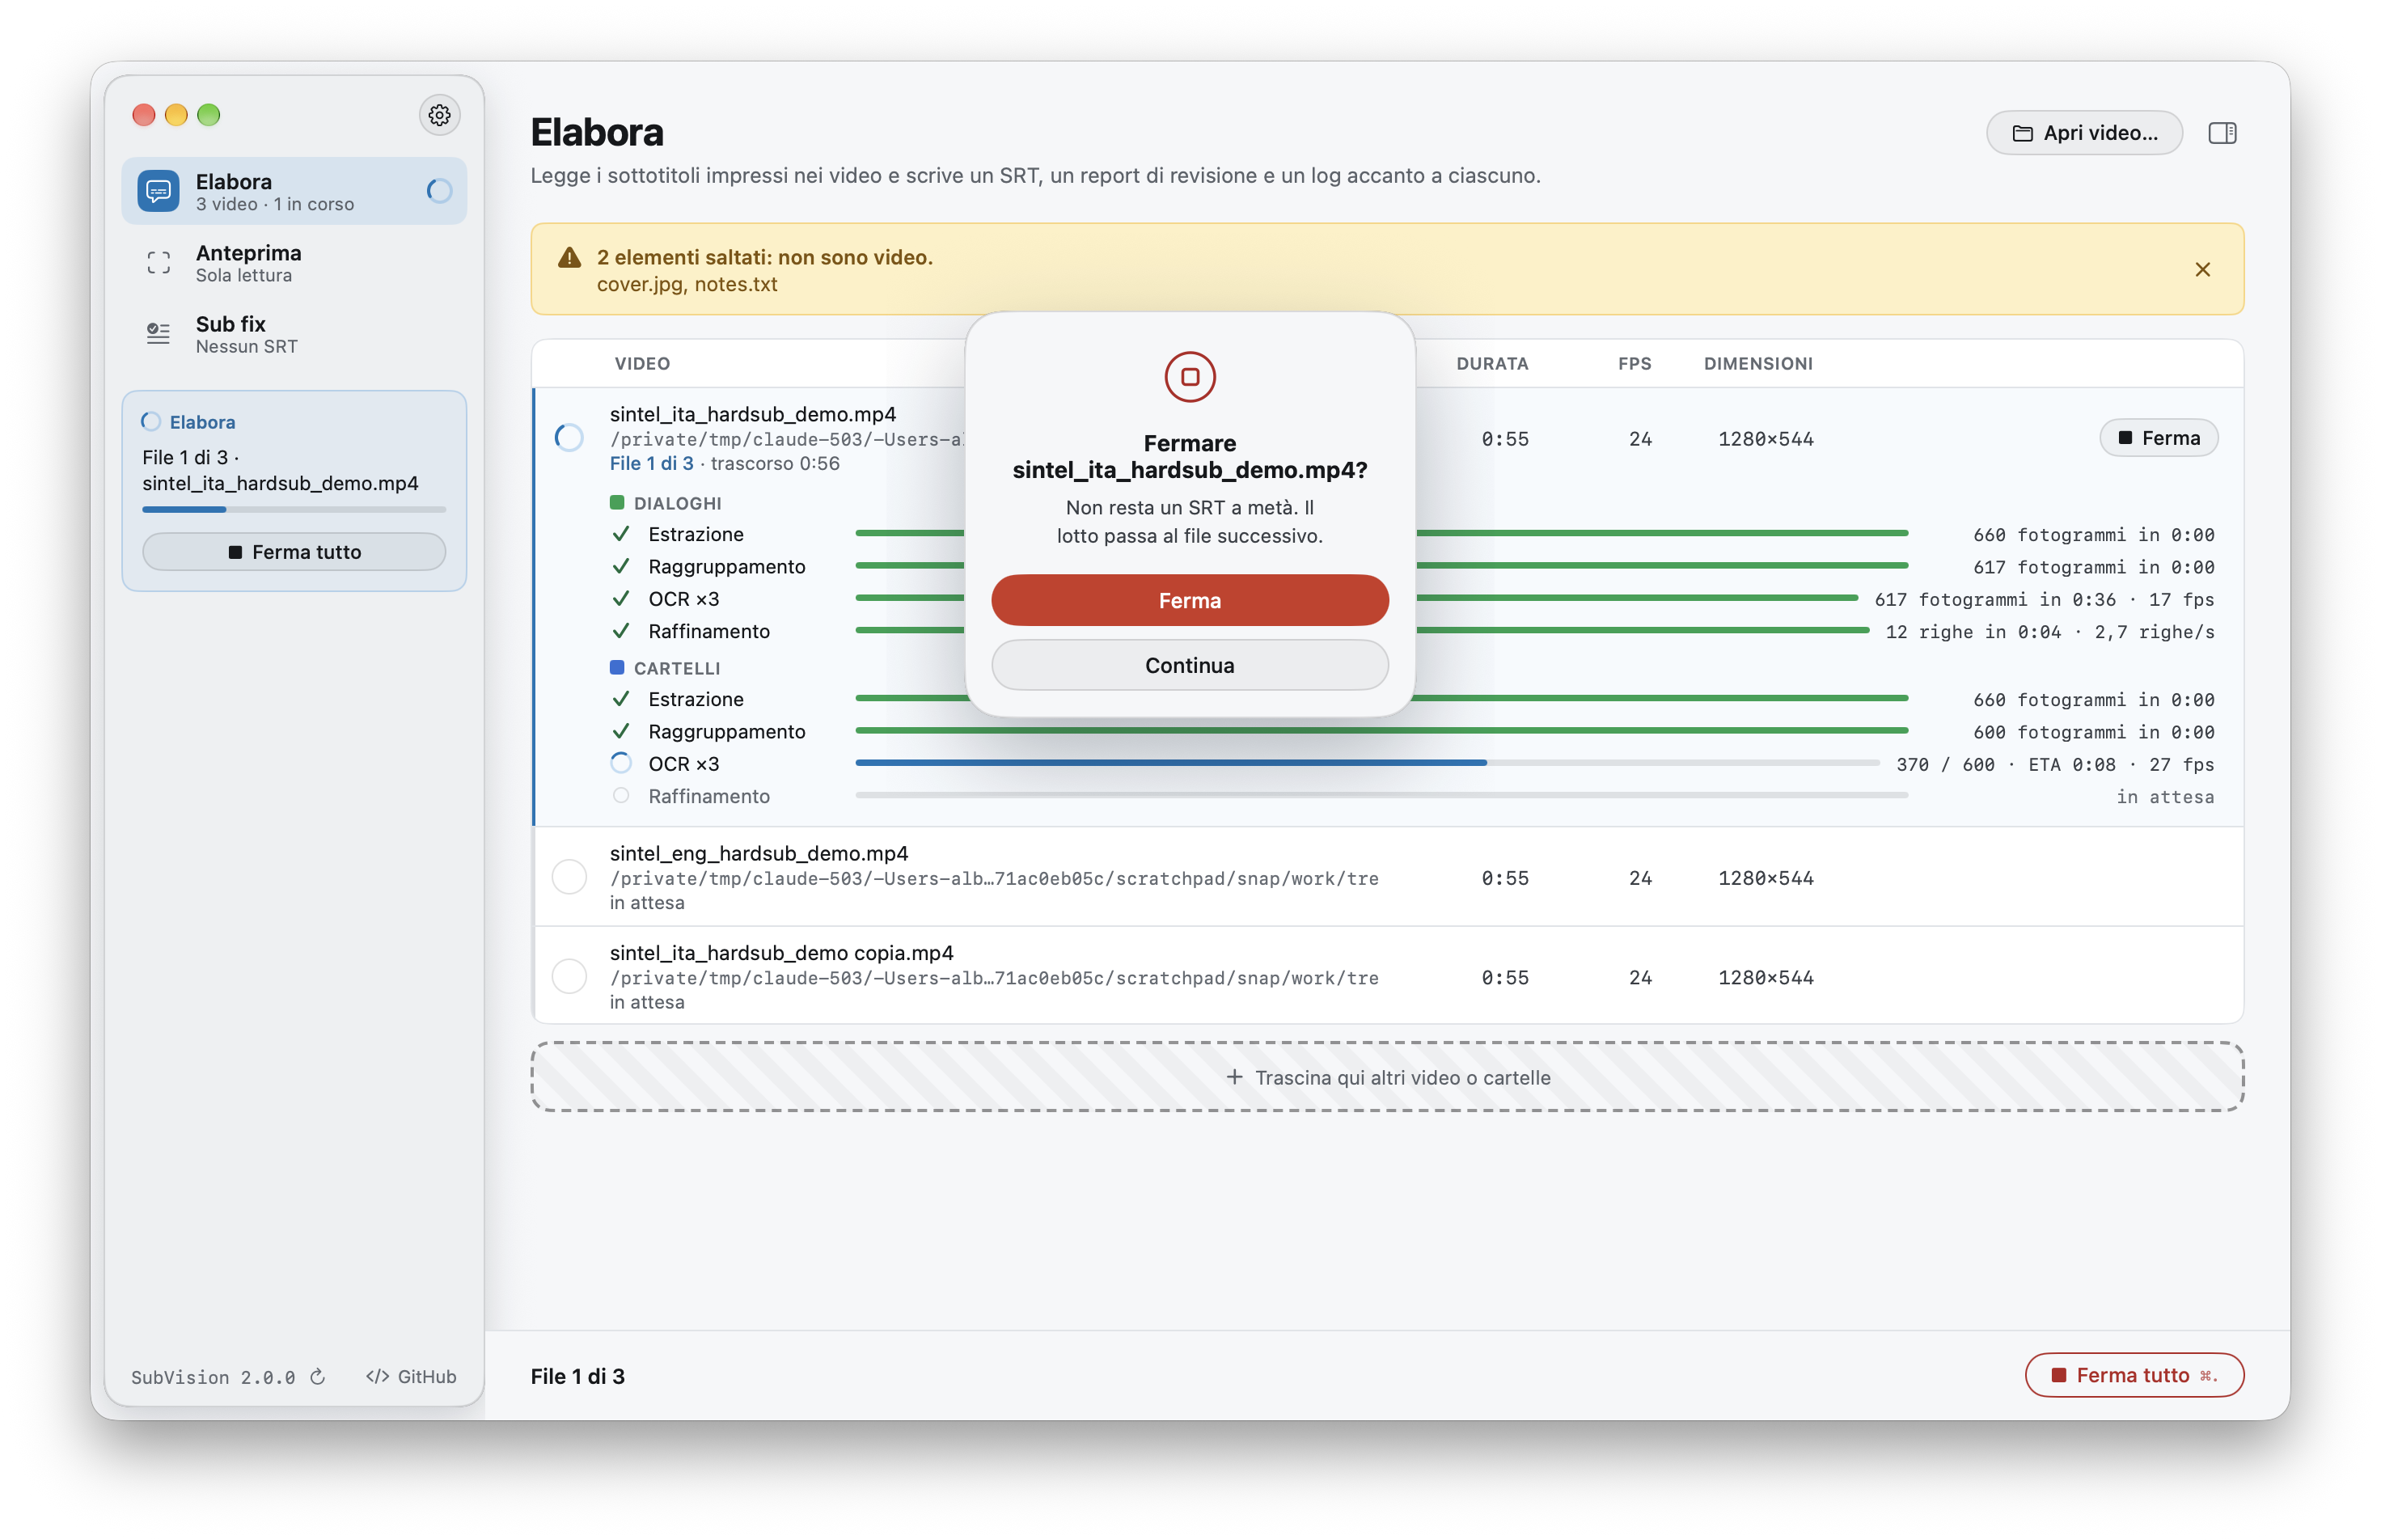 Elabora
3 video · 1 in corso
Anteprima
Sola lettura
Sub fix
Nessun SRT
Elabora
File 1 di 3 ·
sintel_ita_hardsub_demo.mp4
Ferma tutto
SubVision 2.0.0
</> GitHub
Elabora
Apri video...
Legge i sottotitoli impressi nei video e scrive un SRT, un report di revisione e un log accanto a ciascuno.
2 elementi saltati: non sono video.
cover.jpg, notes.txt
VIDEO DURATA FPS DIMENSIONI
sintel_ita_hardsub_demo.mp4
/private/tmp/claude-503/-Users-al
File 1 di 3 · trascorso 0:56
0:55 24 1280×544
Ferma
DIALOGHI
Estrazione 660 fotogrammi in 0:00
Raggruppamento 617 fotogrammi in 0:00
OCR ×3 617 fotogrammi in 0:36 · 17 fps
Raffinamento 12 righe in 0:04 · 2,7 righe/s
CARTELLI
Estrazione 660 fotogrammi in 0:00
Raggruppamento 600 fotogrammi in 0:00
OCR ×3 370 / 600 · ETA 0:08 · 27 fps
Raffinamento in attesa
Fermare
sintel_ita_hardsub_demo.mp4?
Non resta un SRT a metà. Il
lotto passa al file successivo.
Ferma
Continua
sintel_eng_hardsub_demo.mp4
/private/tmp/claude-503/-Users-alb…71ac0eb05c/scratchpad/snap/work/tre
in attesa
0:55 24 1280×544
sintel_ita_hardsub_demo copia.mp4
/private/tmp/claude-503/-Users-alb…71ac0eb05c/scratchpad/snap/work/tre
in attesa
0:55 24 1280×544
+ Trascina qui altri video o cartelle
File 1 di 3
Ferma tutto ⌘.